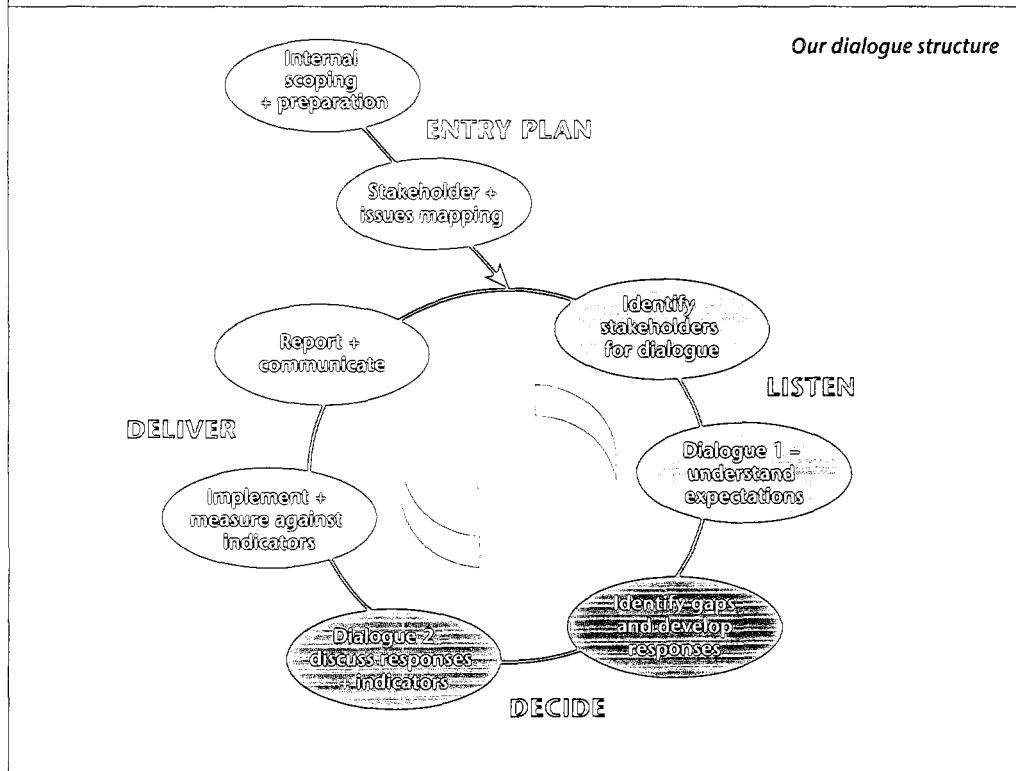 Our dialogue structure
Internal
scoping
+ preparation
ENTRY PLAN
Stakeholder +
issues mapping
Identify
stakeholders
for dialogue
LISTEN
Dialogue 1 –
understand
expectations
Identify gaps
and develop
responses
DECIDE
Dialogue 2 –
discuss responses
+ indicators
Implement +
measure against
indicators
DELIVER
Report +
communicate